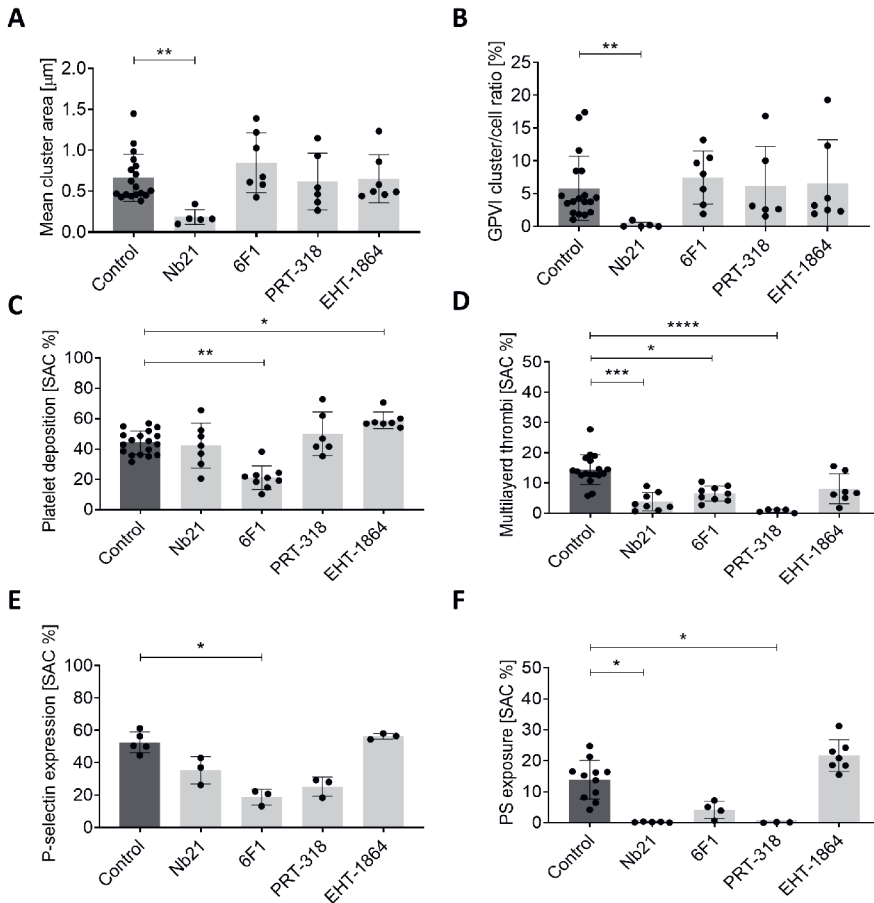 A
**
Mean cluster area [µm]
2.0
1.5
1.0
0.5
0.0
Control
Nb21
6F1
PRT-318
EHT-1864
B
**
GPVI cluster/cell ratio [%]
25
20
15
10
5
0
Control
Nb21
6F1
PRT-318
EHT-1864
C
*
**
Platelet deposition [SAC %]
100
80
60
40
20
0
Control
Nb21
6F1
PRT-318
EHT-1864
D
****
*
***
Multilayerd thrombi [SAC %]
50
40
30
20
10
0
Control
Nb21
6F1
PRT-318
EHT-1864
E
*
P-selectin expression [SAC %]
100
80
60
40
20
0
Control
Nb21
6F1
PRT-318
EHT-1864
F
*
*
PS exposure [SAC %]
50
40
30
20
10
0
Control
Nb21
6F1
PRT-318
EHT-1864